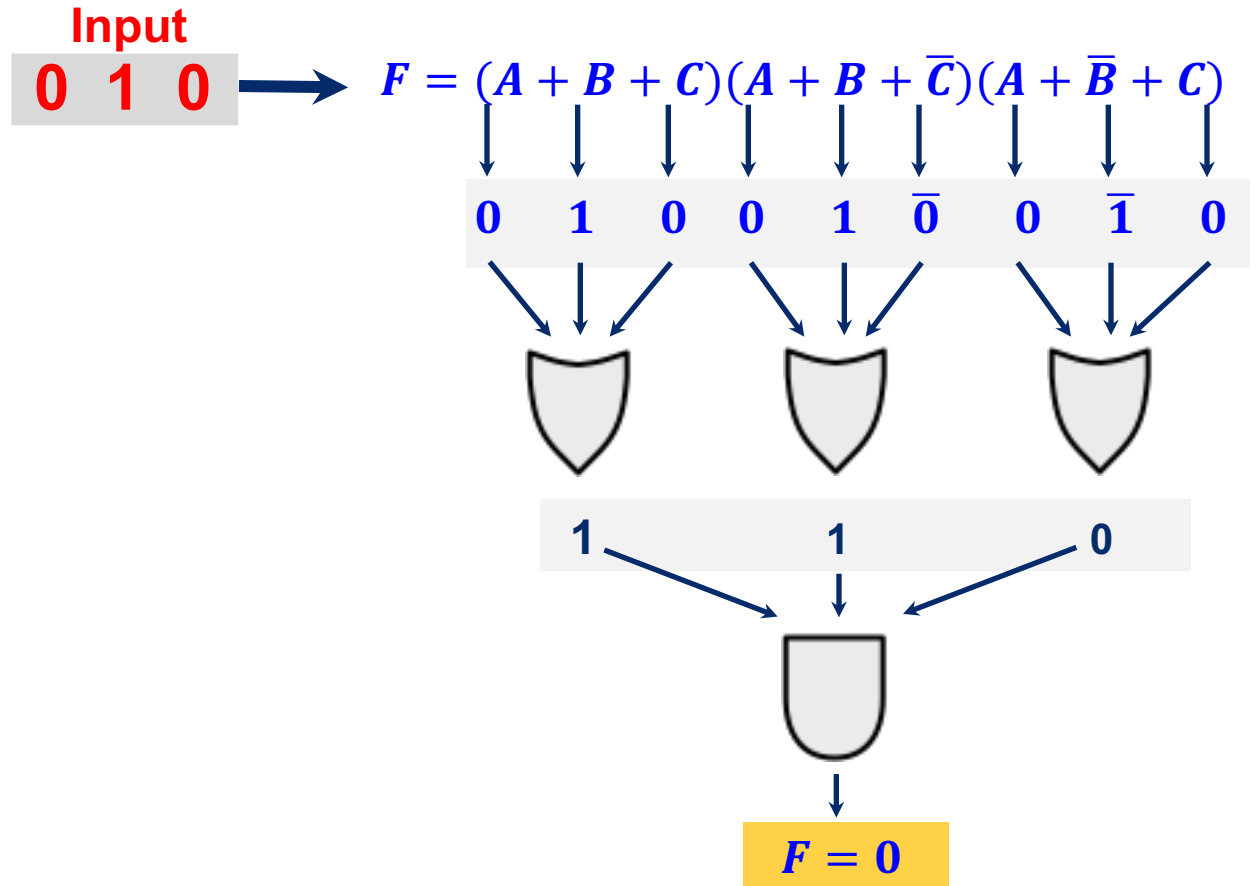 Input
0 1 0
F = (A + B + C)(A + B + C̅)(A + B̅ + C)
0 1 0 0 1 0̅ 0 1̅ 0
1 1 0
F = 0